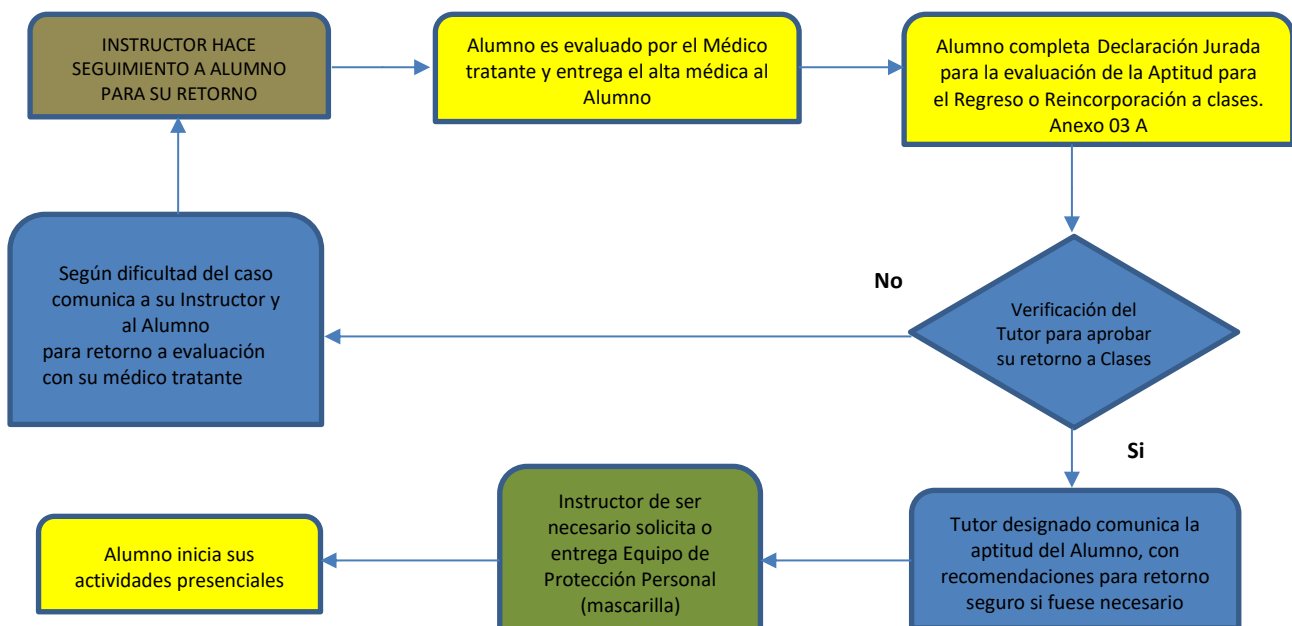 INSTRUCTOR HACE
SEGUIMIENTO A ALUMNO
PARA SU RETORNO
Alumno es evaluado por el Médico
tratante y entrega el alta médica al
Alumno
Alumno completa Declaración Jurada
para la evaluación de la Aptitud para
el Regreso o Reincorporación a clases.
Anexo 03 A
Según dificultad del caso
comunica a su Instructor y
al Alumno
para retorno a evaluación
con su médico tratante
No
Verificación del
Tutor para aprobar
su retorno a Clases
Si
Alumno inicia sus
actividades presenciales
Instructor de ser
necesario solicita o
entrega Equipo de
Protección Personal
(mascarilla)
Tutor designado comunica la
aptitud del Alumno, con
recomendaciones para retorno
seguro si fuese necesario